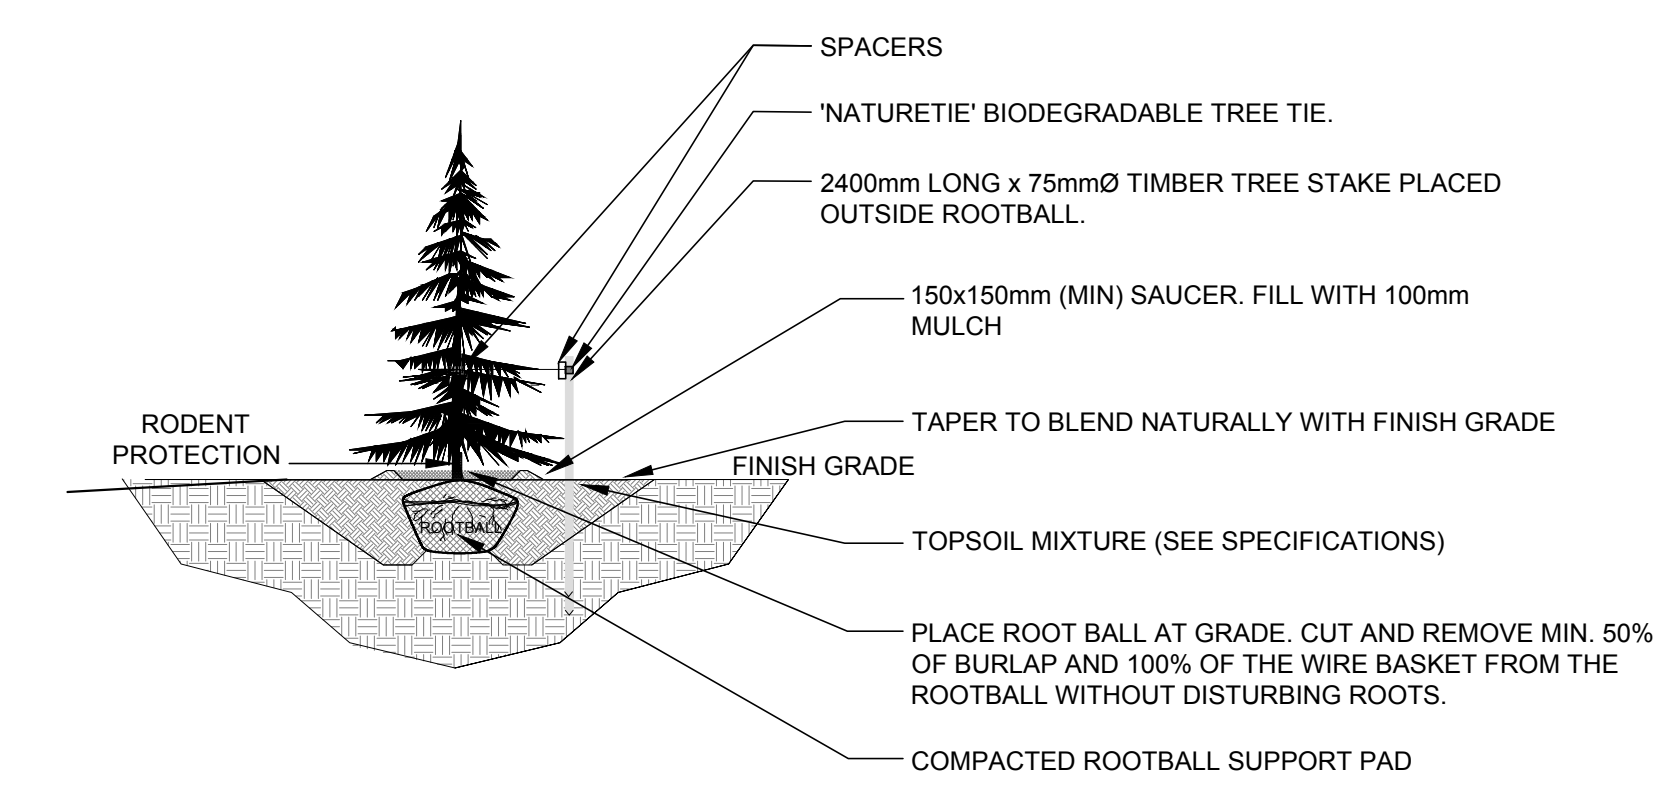 SPACERS
'NATURETIE' BIODEGRADABLE TREE TIE.
2400mm LONG x 75mmØ TIMBER TREE STAKE PLACED
OUTSIDE ROOTBALL.
150x150mm (MIN) SAUCER. FILL WITH 100mm
MULCH
RODENT
PROTECTION
TAPER TO BLEND NATURALLY WITH FINISH GRADE
FINISH GRADE
ROOTBALL
TOPSOIL MIXTURE (SEE SPECIFICATIONS)
PLACE ROOT BALL AT GRADE. CUT AND REMOVE MIN. 50%
OF BURLAP AND 100% OF THE WIRE BASKET FROM THE
ROOTBALL WITHOUT DISTURBING ROOTS.
COMPACTED ROOTBALL SUPPORT PAD